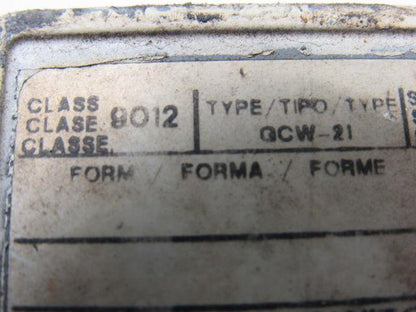 CLASS
CLASE. 9012
CLASSE.
TYPE/TIPO/TYPE
GCW-21
FORM / FORMA / FORME